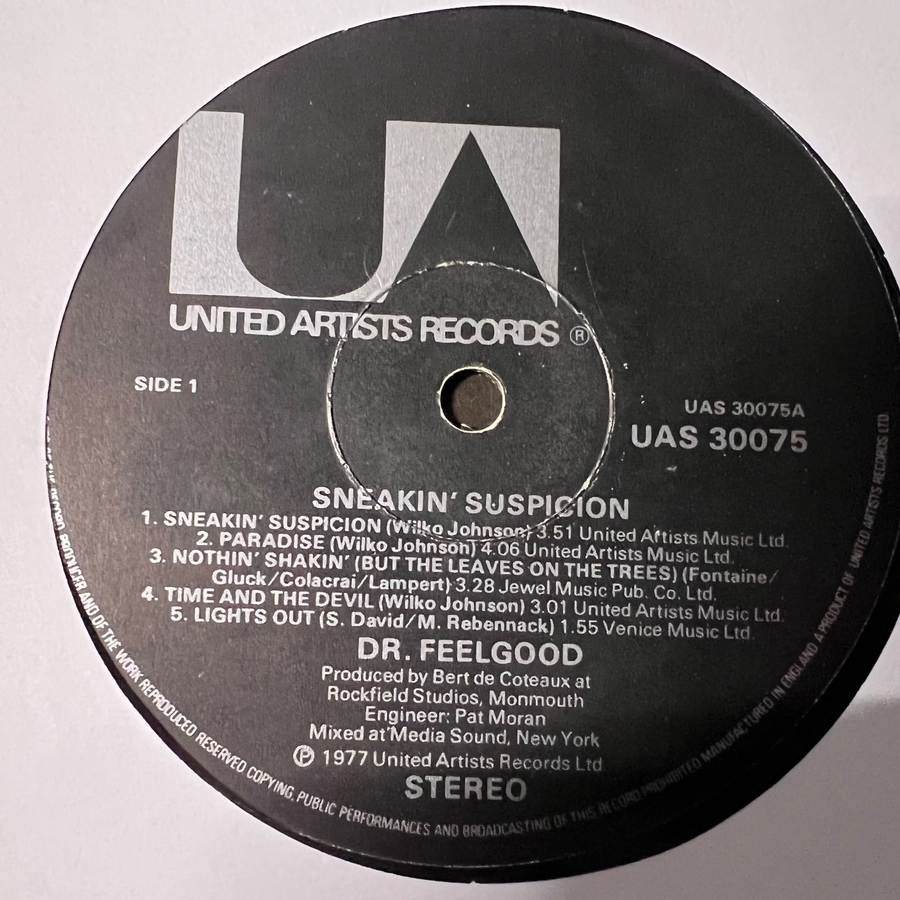 UA
UNITED ARTISTS RECORDS ®
SIDE 1
UAS 30075A
UAS 30075
SNEAKIN' SUSPICION
1. SNEAKIN' SUSPICION (Wilko Johnson) 3.51 United Artists Music Ltd.
2. PARADISE (Wilko Johnson) 4.06 United Artists Music Ltd.
3. NOTHIN' SHAKIN' (BUT THE LEAVES ON THE TREES) (Fontaine/
Gluck/Colacrai/Lampert) 3.28 Jewel Music Pub. Co. Ltd.
4. TIME AND THE DEVIL (Wilko Johnson) 3.01 United Artists Music Ltd.
5. LIGHTS OUT (S. David/M. Rebennack) 1.55 Venice Music Ltd.
DR. FEELGOOD
Produced by Bert de Coteaux at
Rockfield Studios, Monmouth
Engineer: Pat Moran
Mixed at Media Sound, New York
℗ 1977 United Artists Records Ltd
STEREO
RECORD PRODUCER AND OF THE WORK REPRODUCED RESERVED COPYING, PUBLIC PERFORMANCES AND BROADCASTING OF THIS RECORD PROHIBITED MANUFACTURED IN ENGLAND A PRODUCT OF UNITED ARTISTS RECORDS LTD.